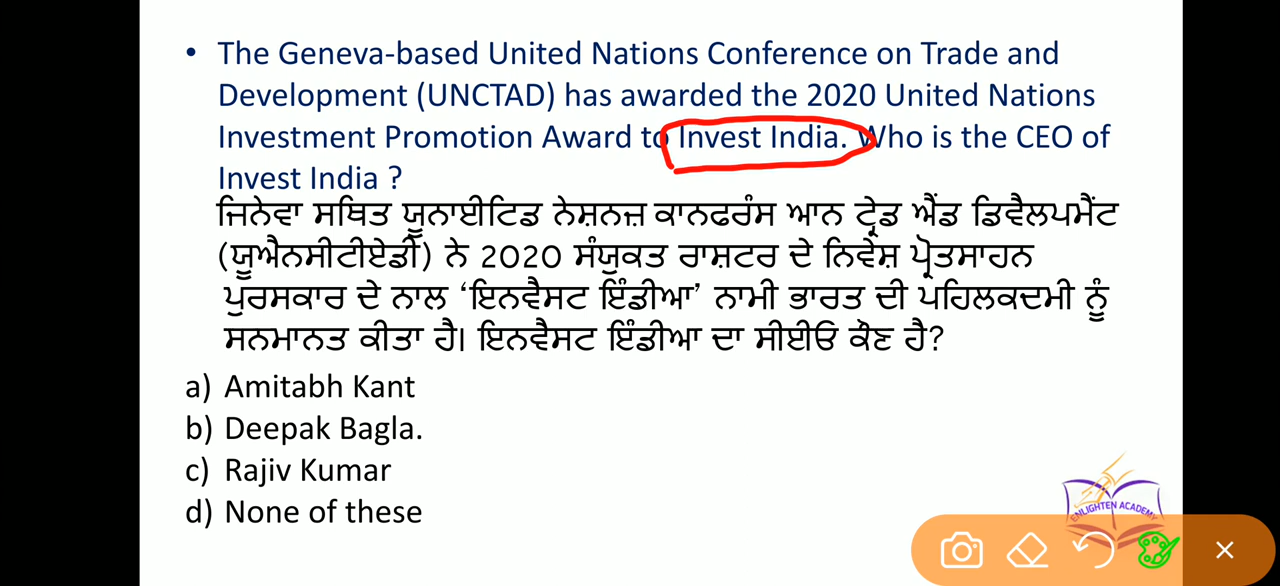 • The Geneva-based United Nations Conference on Trade and
Development (UNCTAD) has awarded the 2020 United Nations
Investment Promotion Award to Invest India. Who is the CEO of
Invest India ?
ਜਿਨੇਵਾ ਸਥਿਤ ਯੂਨਾਈਟਿਡ ਨੇਸ਼ਨਜ਼ ਕਾਨਫਰੰਸ ਆਨ ਟ੍ਰੇਡ ਐਂਡ ਡਿਵੈਲਪਮੈਂਟ
(ਯੂਐਨਸੀਟੀਏਡੀ) ਨੇ 2020 ਸੰਯੁਕਤ ਰਾਸ਼ਟਰ ਦੇ ਨਿਵੇਸ਼ ਪ੍ਰੋਤਸਾਹਨ
ਪੁਰਸਕਾਰ ਦੇ ਨਾਲ ‘ਇਨਵੈਸਟ ਇੰਡੀਆ’ ਨਾਮੀ ਭਾਰਤ ਦੀ ਪਹਿਲਕਦਮੀ ਨੂੰ
ਸਨਮਾਨਤ ਕੀਤਾ ਹੈ। ਇਨਵੈਸਟ ਇੰਡੀਆ ਦਾ ਸੀਈਓ ਕੌਣ ਹੈ?
a) Amitabh Kant
b) Deepak Bagla.
c) Rajiv Kumar
d) None of these
ENLIGHTEN ACADEMY